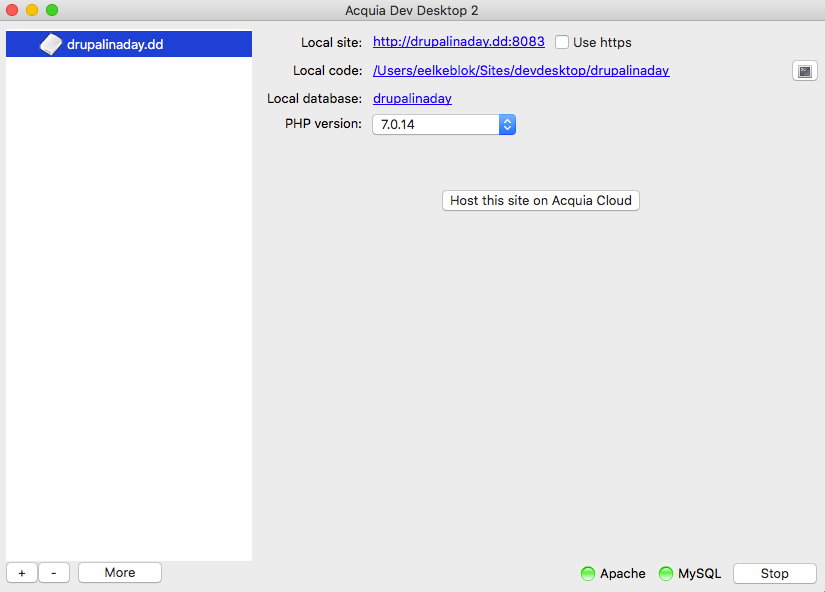 Acquia Dev Desktop 2
drupalinaday.dd
Local site: http://drupalinaday.dd:8083 Use https
Local code: /Users/eelkeblok/Sites/devdesktop/drupalinaday
Local database: drupalinaday
PHP version: 7.0.14
Host this site on Acquia Cloud
+ - More Apache MySQL Stop